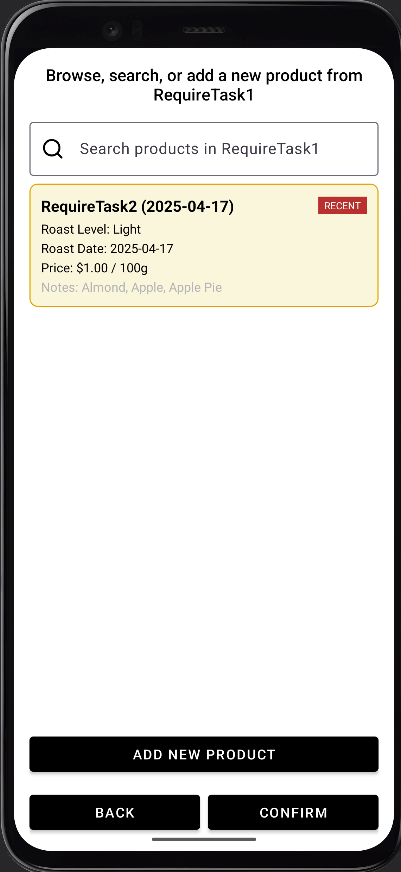 Browse, search, or add a new product from
RequireTask1
Search products in RequireTask1
RequireTask2 (2025-04-17)
RECENT
Roast Level: Light
Roast Date: 2025-04-17
Price: $1.00 / 100g
Notes: Almond, Apple, Apple Pie
ADD NEW PRODUCT
BACK
CONFIRM